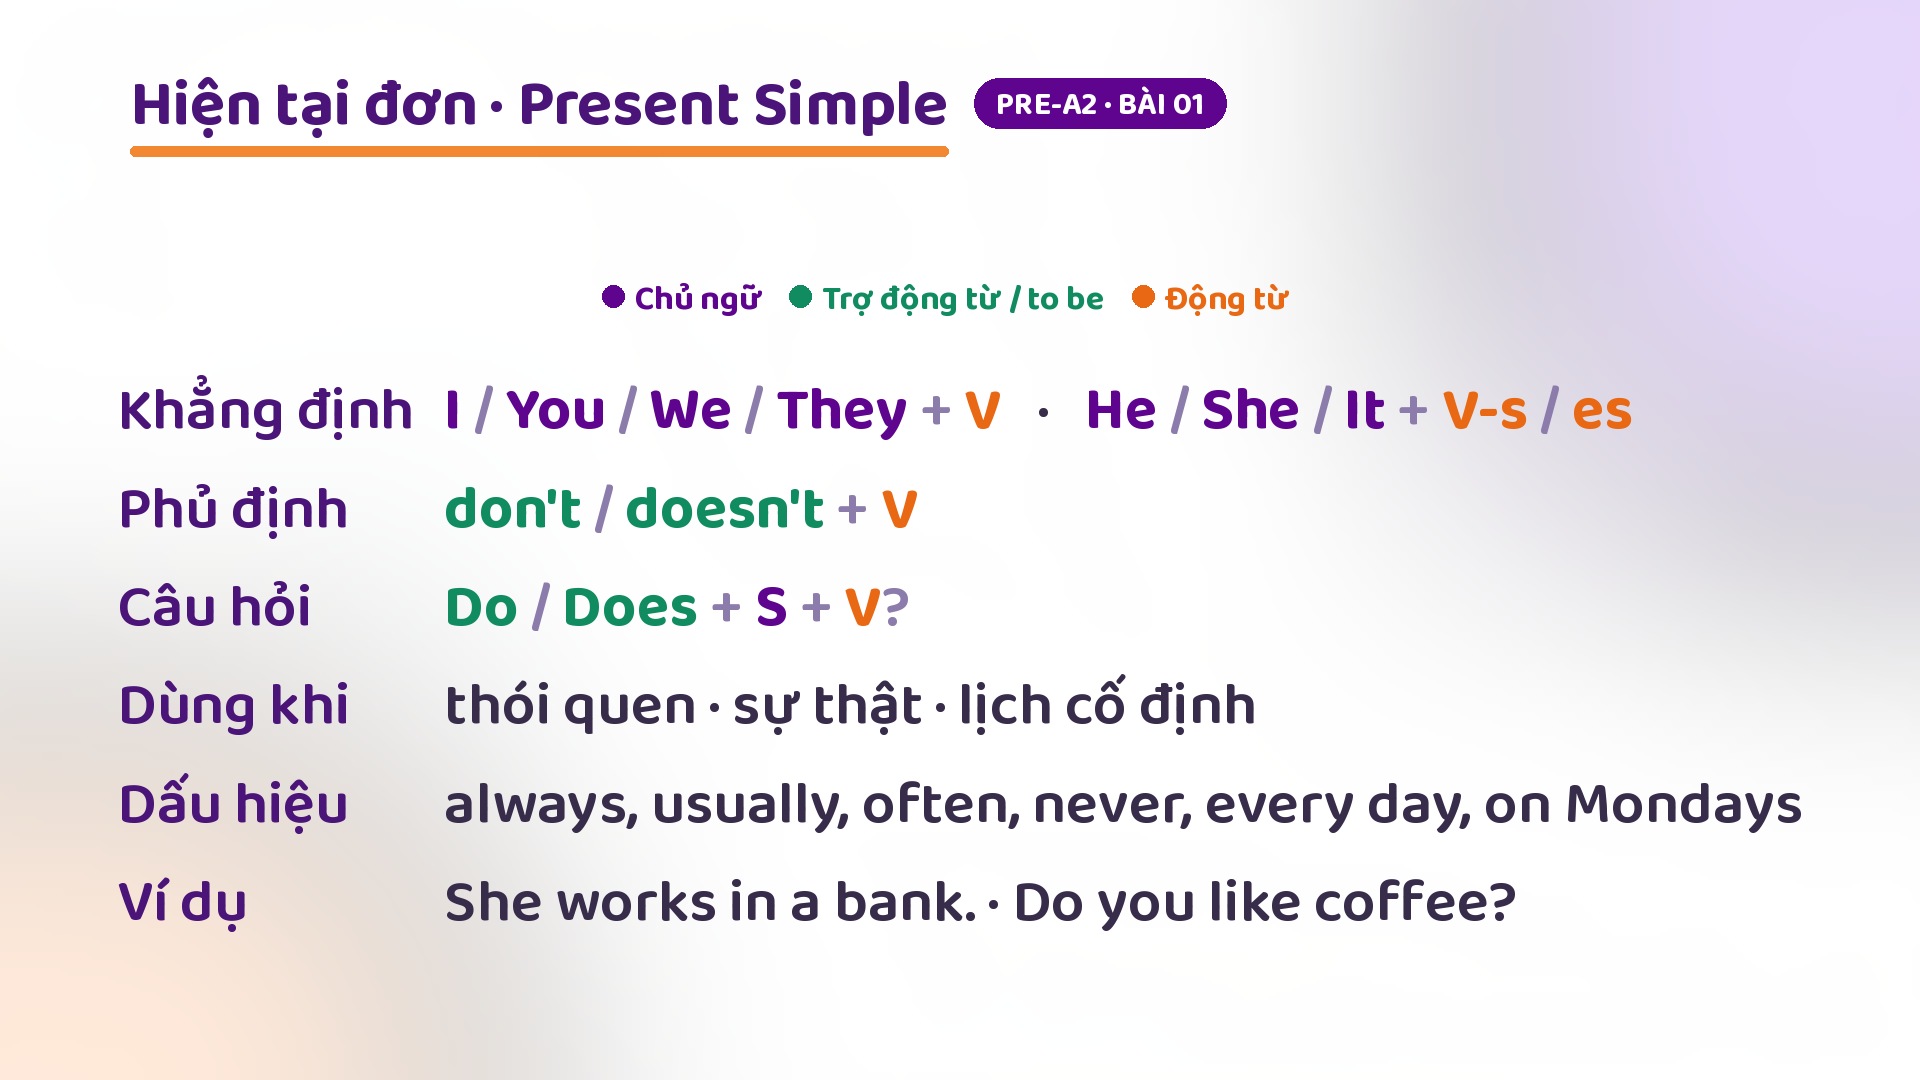 Hiện tại đơn · Present Simple PRE-A2 · BÀI 01
Chủ ngữ Trợ động từ / to be Động từ
Khẳng định I / You / We / They + V · He / She / It + V-s / es
Phủ định don't / doesn't + V
Câu hỏi Do / Does + S + V?
Dùng khi thói quen · sự thật · lịch cố định
Dấu hiệu always, usually, often, never, every day, on Mondays
Ví dụ She works in a bank. · Do you like coffee?